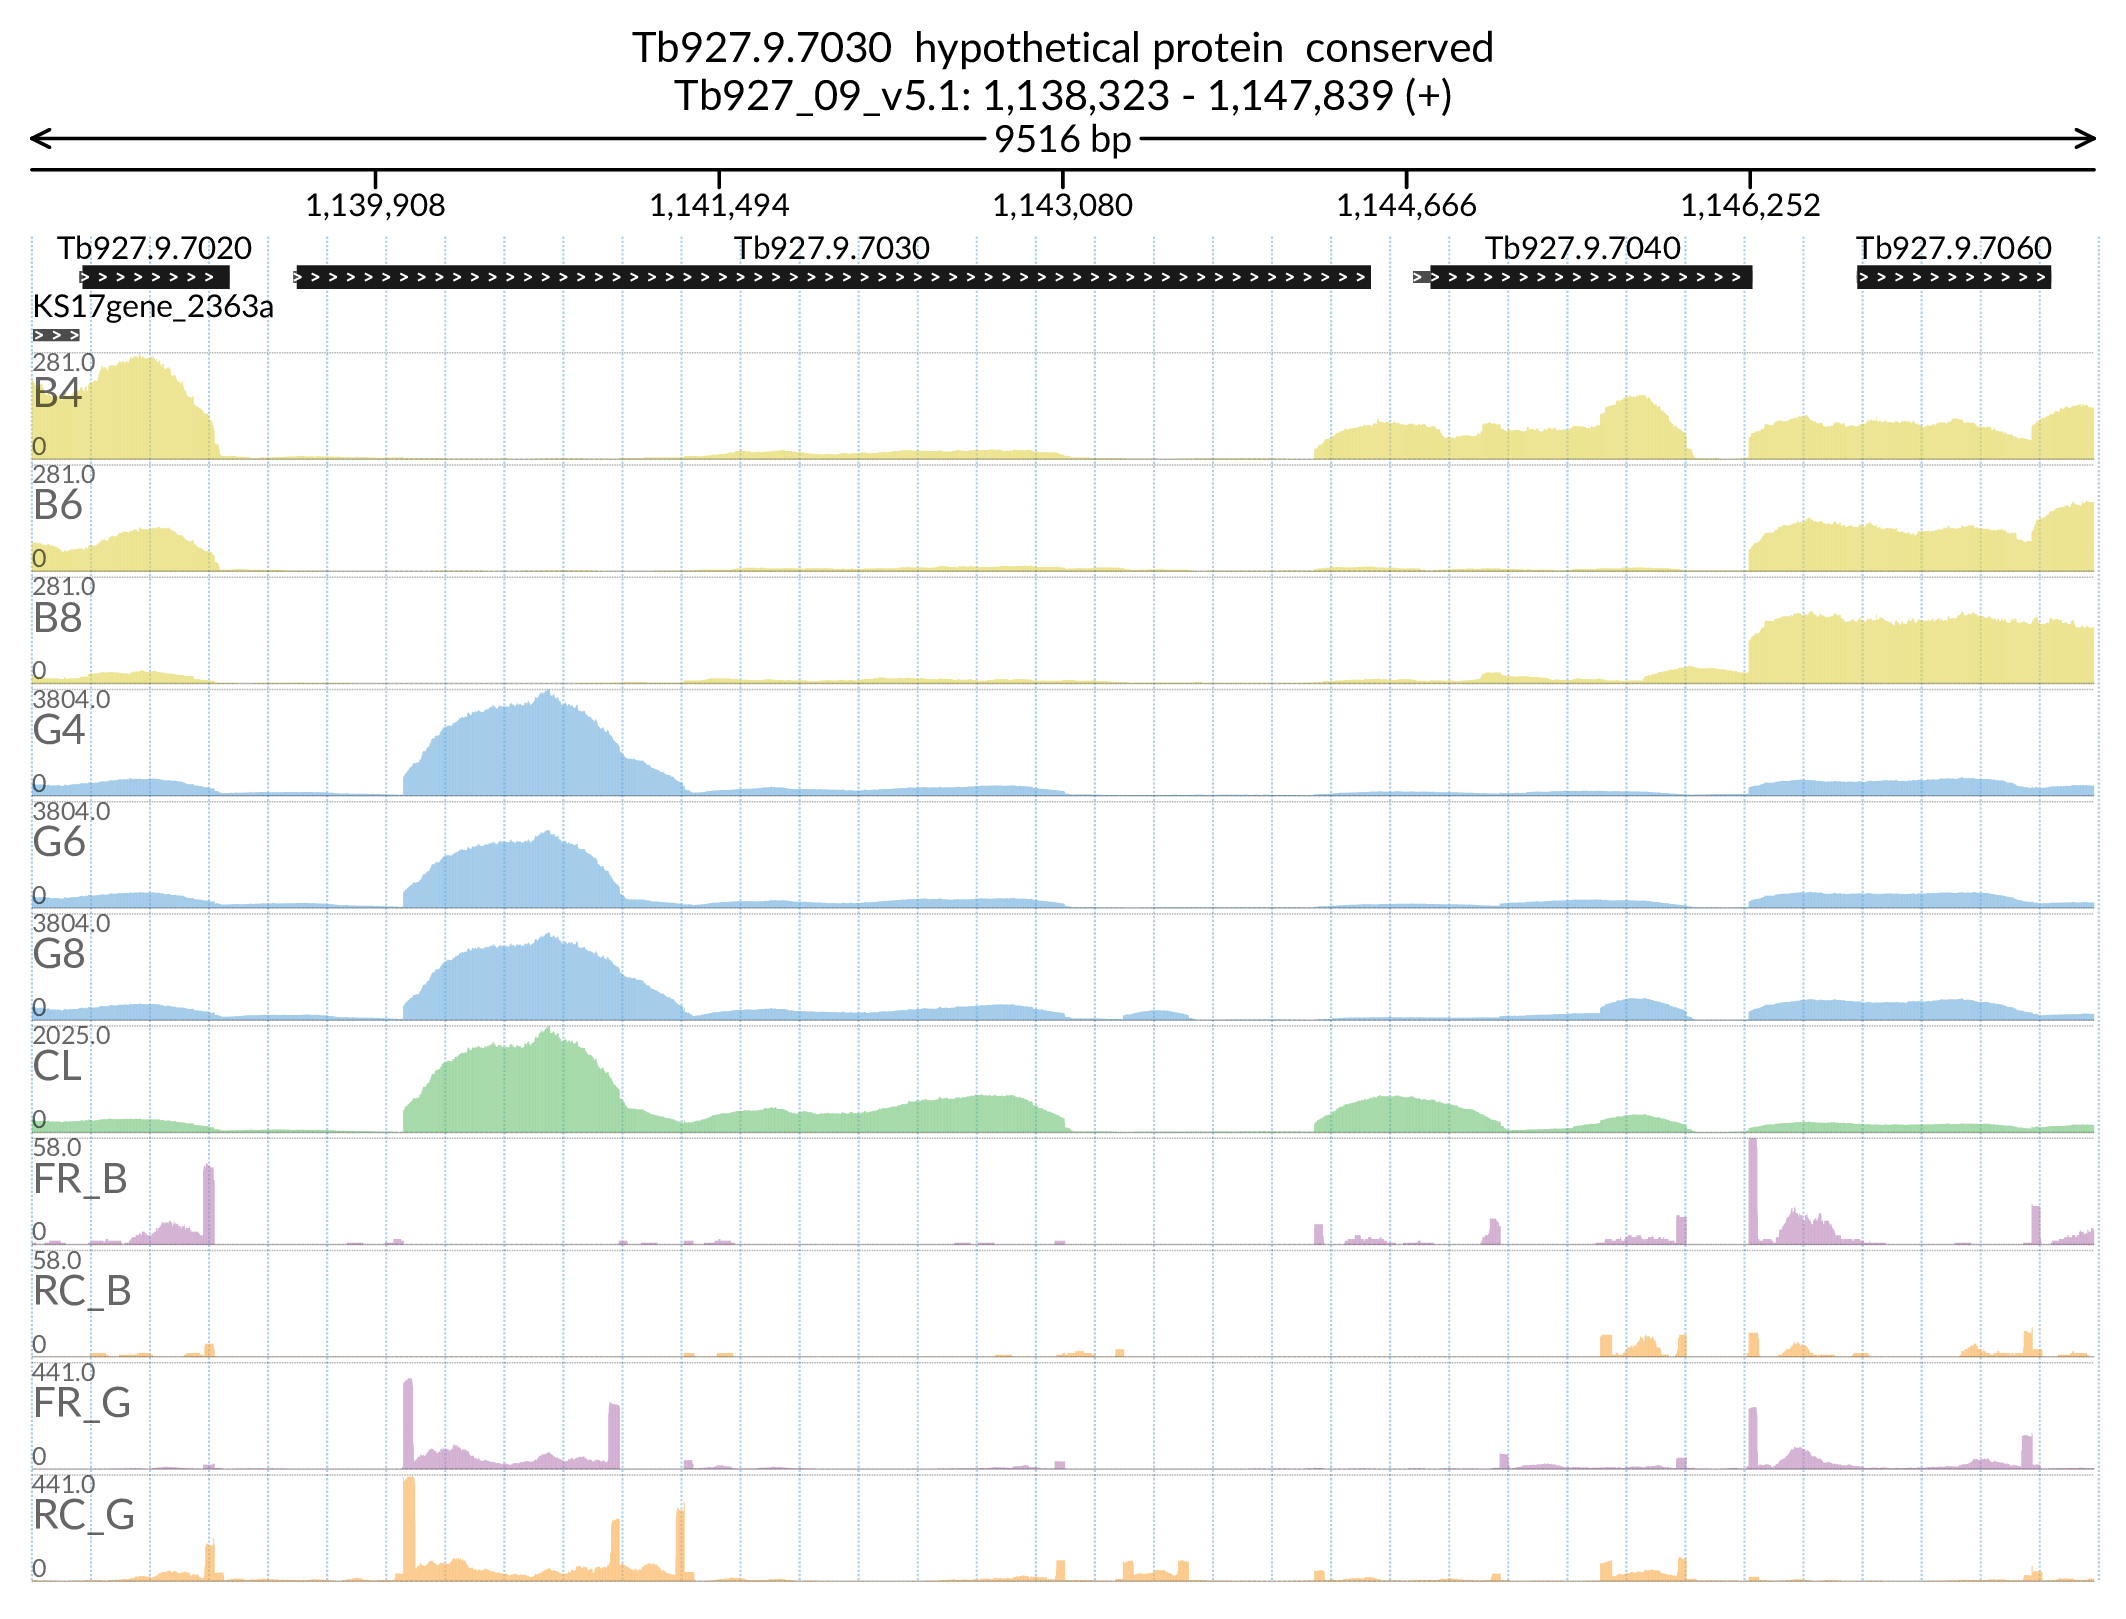 Tb927.9.7030  hypothetical protein  conserved
Tb927_09_v5.1: 1,138,323 - 1,147,839 (+)
9516 bp
1,139,908 1,141,494 1,143,080 1,144,666 1,146,252
Tb927.9.7020 Tb927.9.7030 Tb927.9.7040 Tb927.9.7060
KS17gene_2363a
281.0
B4
0
281.0
B6
0
281.0
B8
0
3804.0
G4
0
3804.0
G6
0
3804.0
G8
0
2025.0
CL
0
58.0
FR_B
0
58.0
RC_B
0
441.0
FR_G
0
441.0
RC_G
0